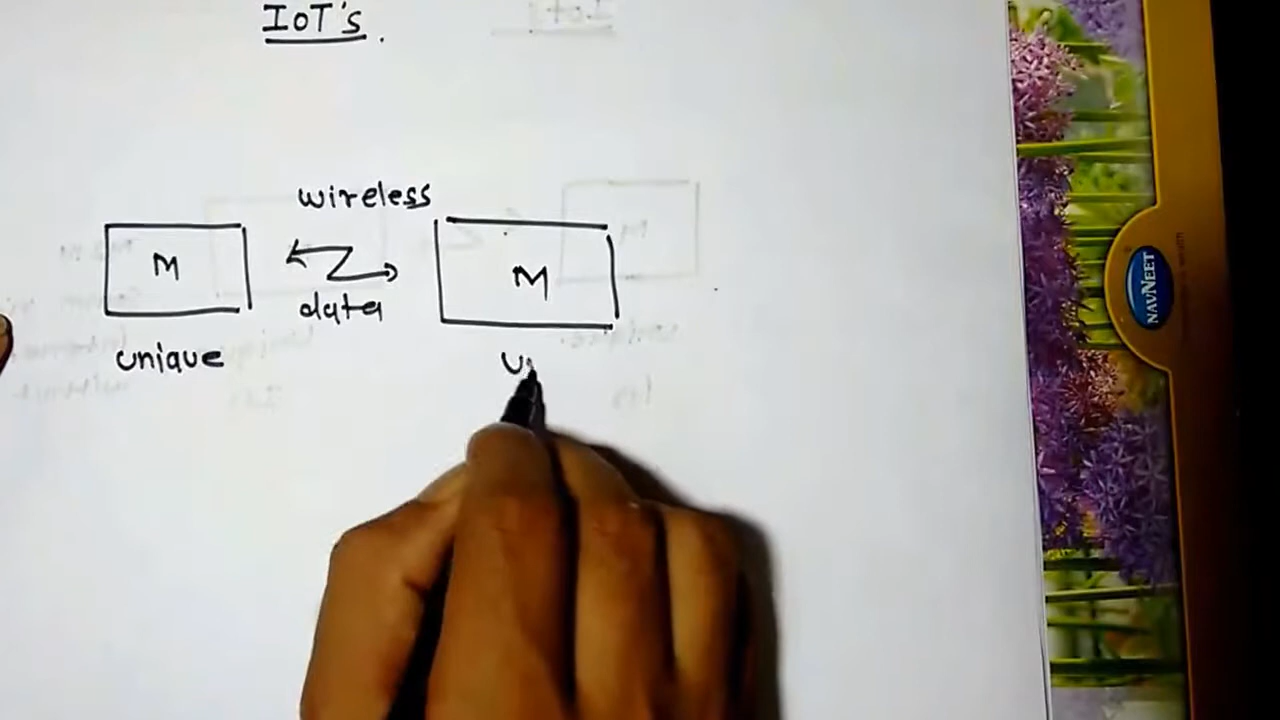 IoT's.
wireless
M
M
data
unique
U
NAVNEET